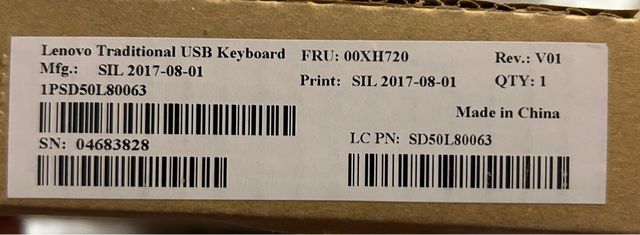 Lenovo Traditional USB Keyboard FRU: 00XH720 Rev.: V01
Mfg.: SIL 2017-08-01 Print: SIL 2017-08-01 QTY: 1
1PSD50L80063
Made in China
SN: 04683828 LC PN: SD50L80063